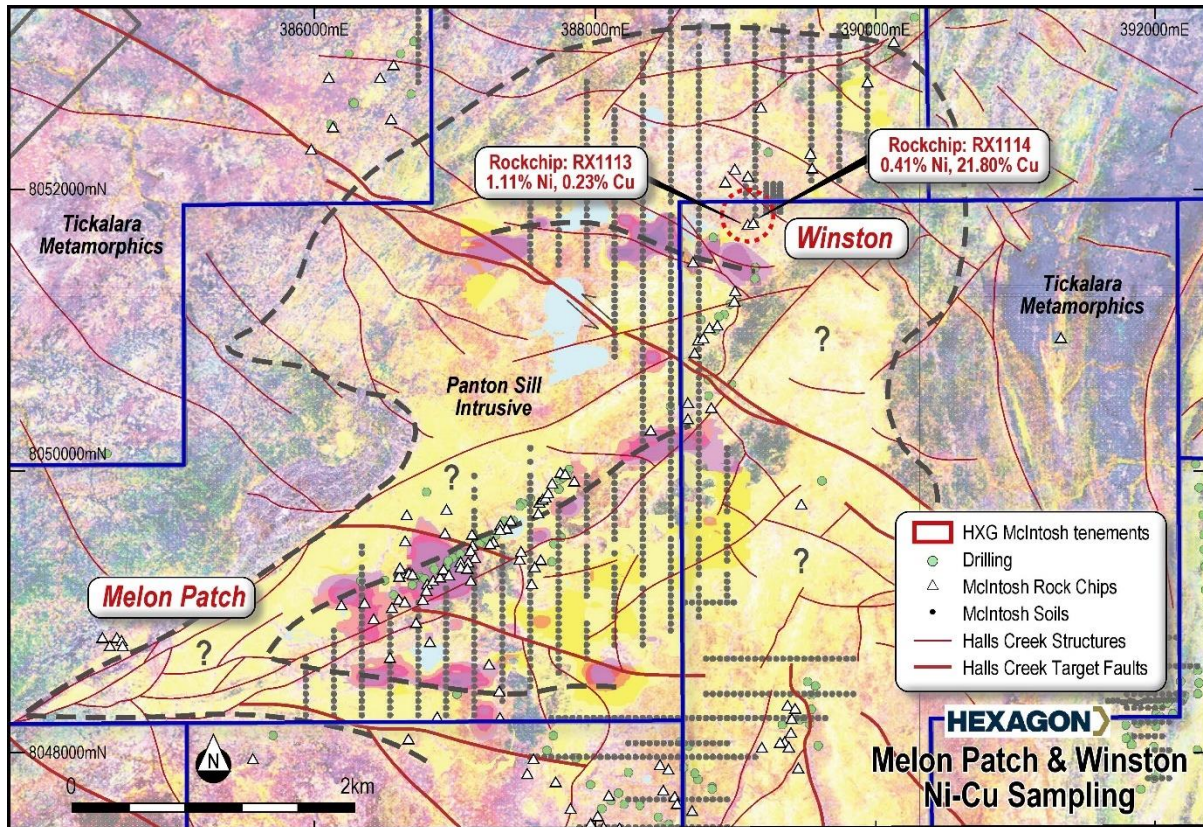 386000mE
388000mE
390000mE
392000mE
Rockchip: RX1113
1.11% Ni, 0.23% Cu
Rockchip: RX1114
0.41% Ni, 21.80% Cu
8052000mN
Tickalara
Metamorphics
Winston
Tickalara
Metamorphics
?
Panton Sill
Intrusive
8050000mN
?
?
Melon Patch
?
HXG McIntosh tenements
Drilling
McIntosh Rock Chips
McIntosh Soils
Halls Creek Structures
Halls Creek Target Faults
8048000mN
N
0
2km
HEXAGON
Melon Patch & Winston
Ni-Cu Sampling